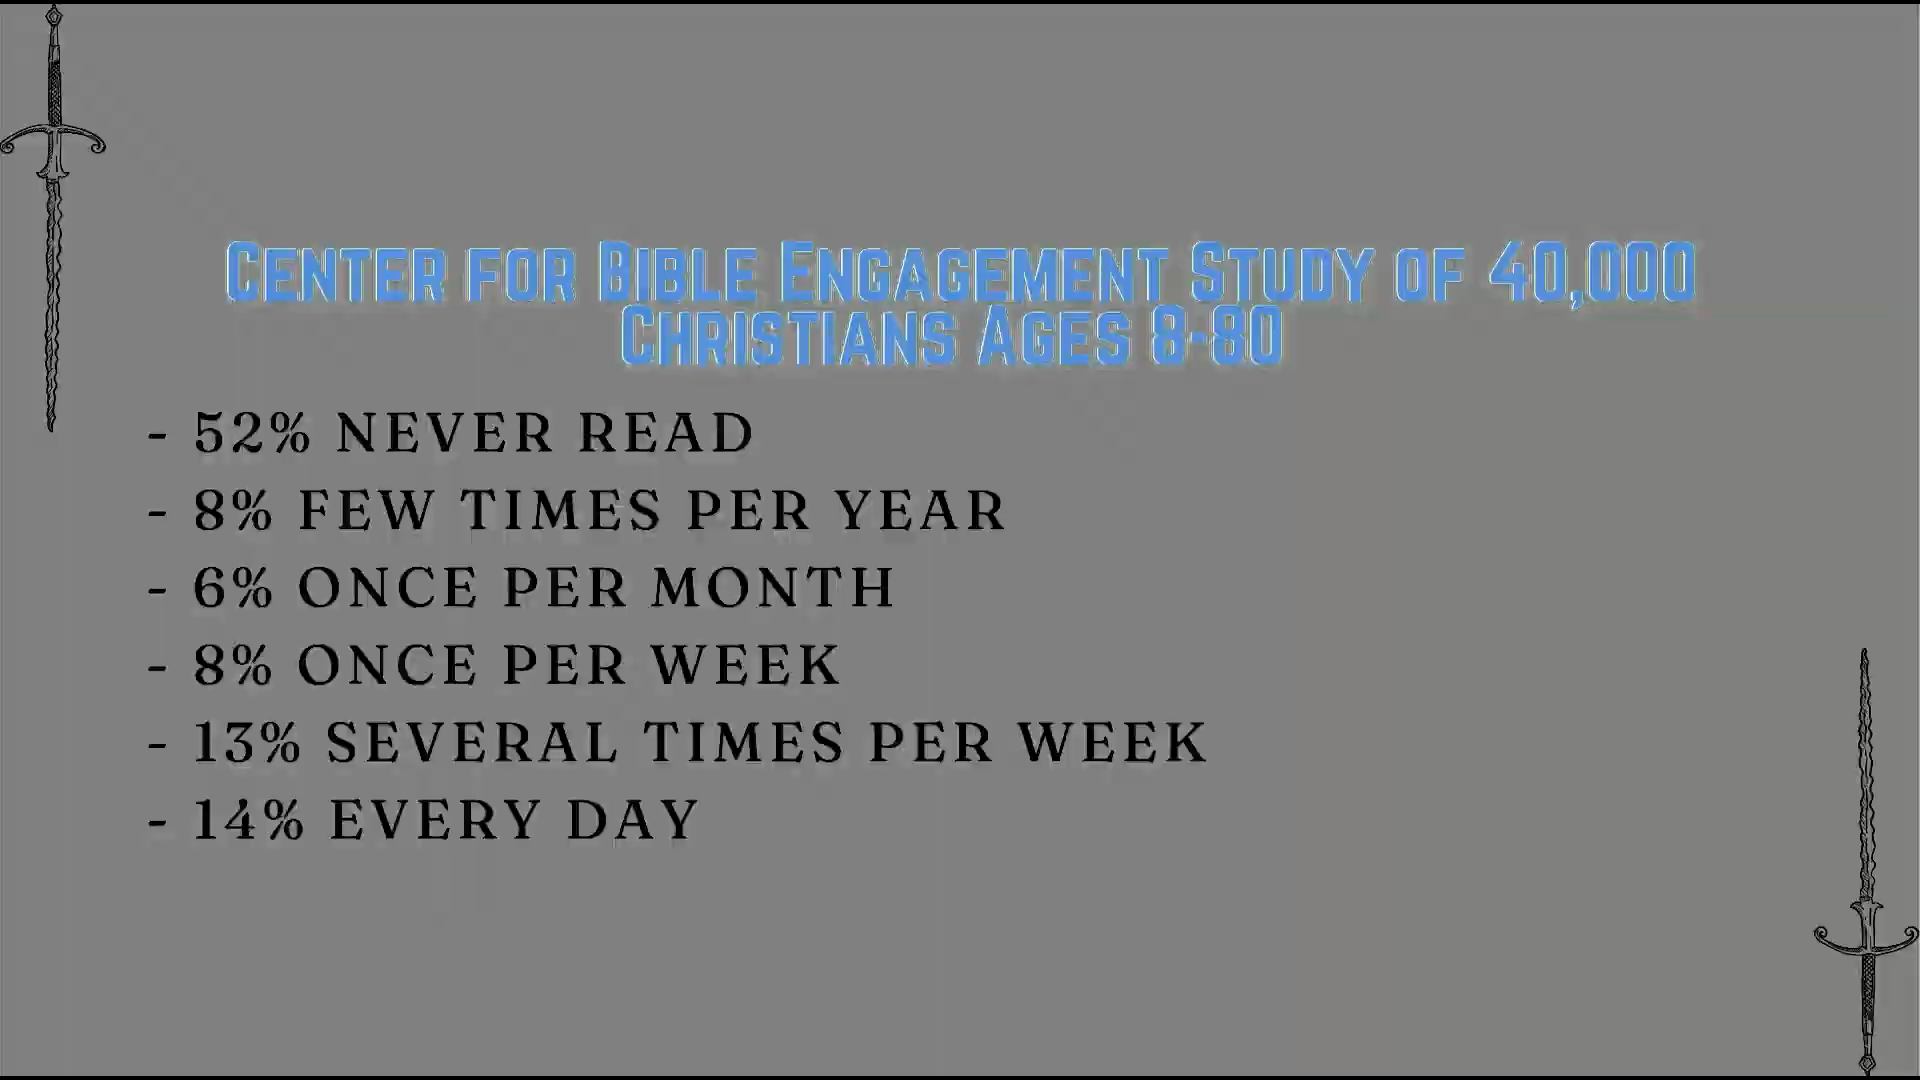 Center for Bible Engagement Study of 40,000
Christians Ages 8-80
- 52% NEVER READ
- 8% FEW TIMES PER YEAR
- 6% ONCE PER MONTH
- 8% ONCE PER WEEK
- 13% SEVERAL TIMES PER WEEK
- 14% EVERY DAY